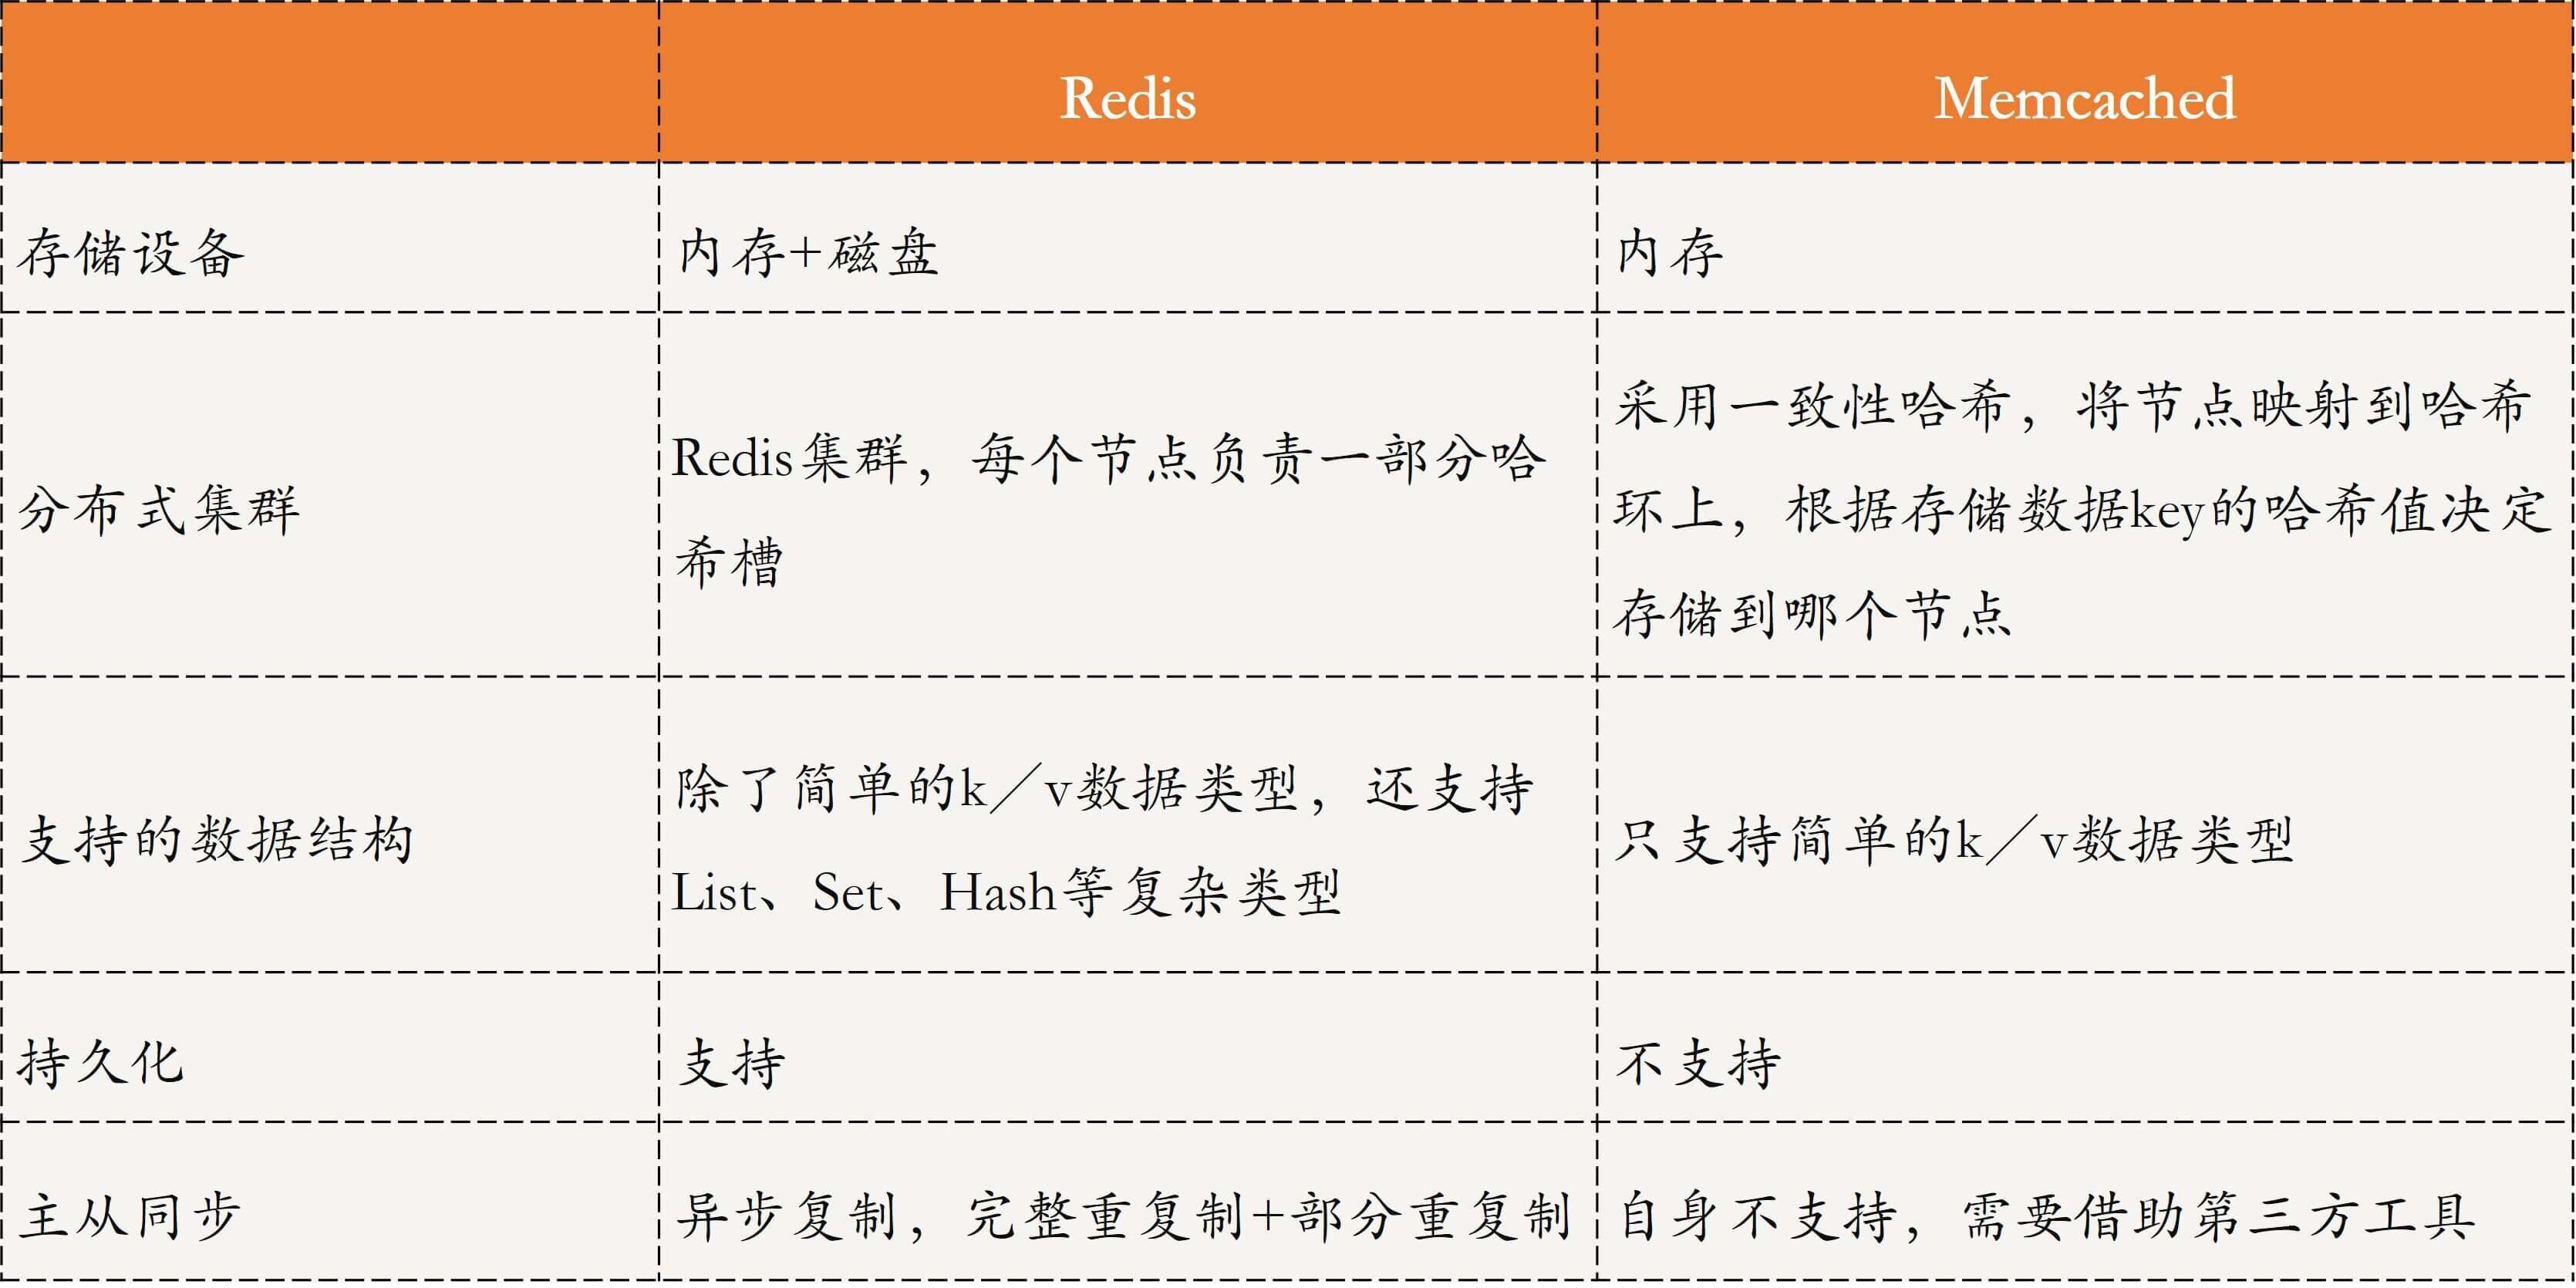 Redis
Memcached
存储设备
内存+磁盘
内存
分布式集群
Redis集群，每个节点负责一部分哈
希槽
采用一致性哈希，将节点映射到哈希
环上，根据存储数据key的哈希值决定
存储到哪个节点
支持的数据结构
除了简单的k／v数据类型，还支持
List、Set、Hash等复杂类型
只支持简单的k／v数据类型
持久化
支持
不支持
主从同步
异步复制，完整重复制+部分重复制
自身不支持，需要借助第三方工具